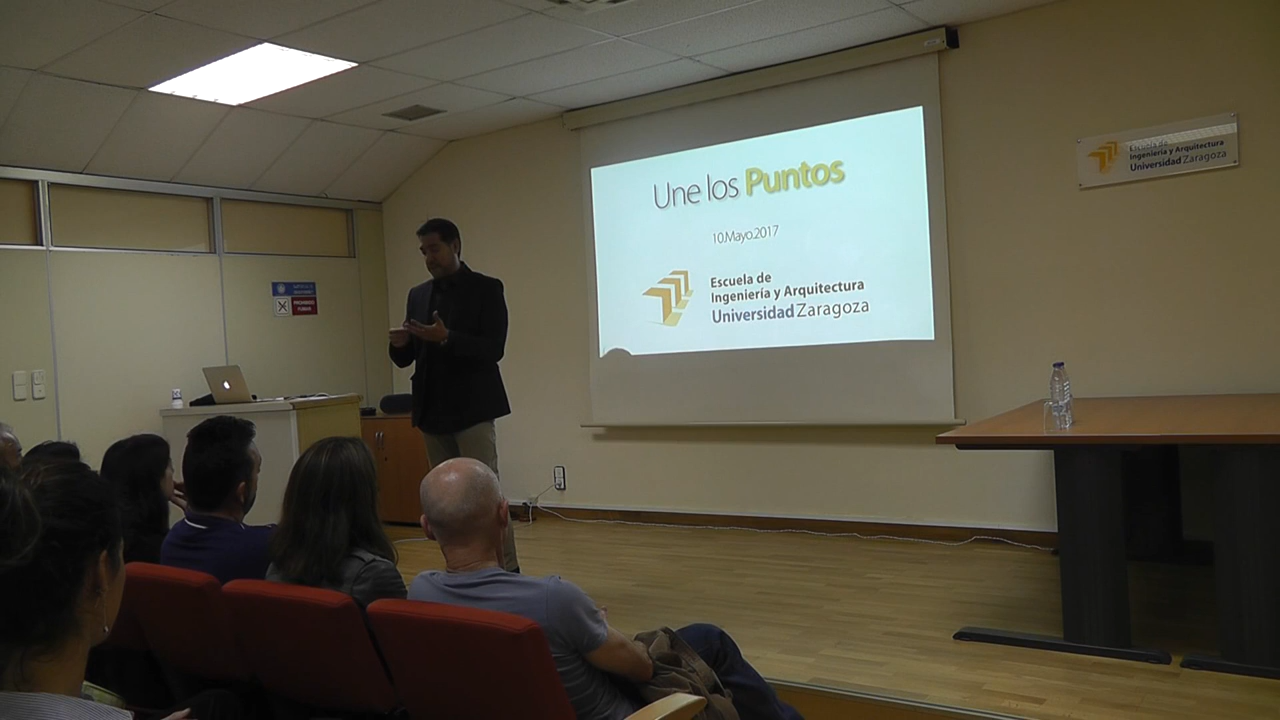 Une los Puntos
10.Mayo.2017
Escuela de
Ingeniería y Arquitectura
Universidad Zaragoza
Escuela de
Ingeniería y Arquitectura
Universidad Zaragoza